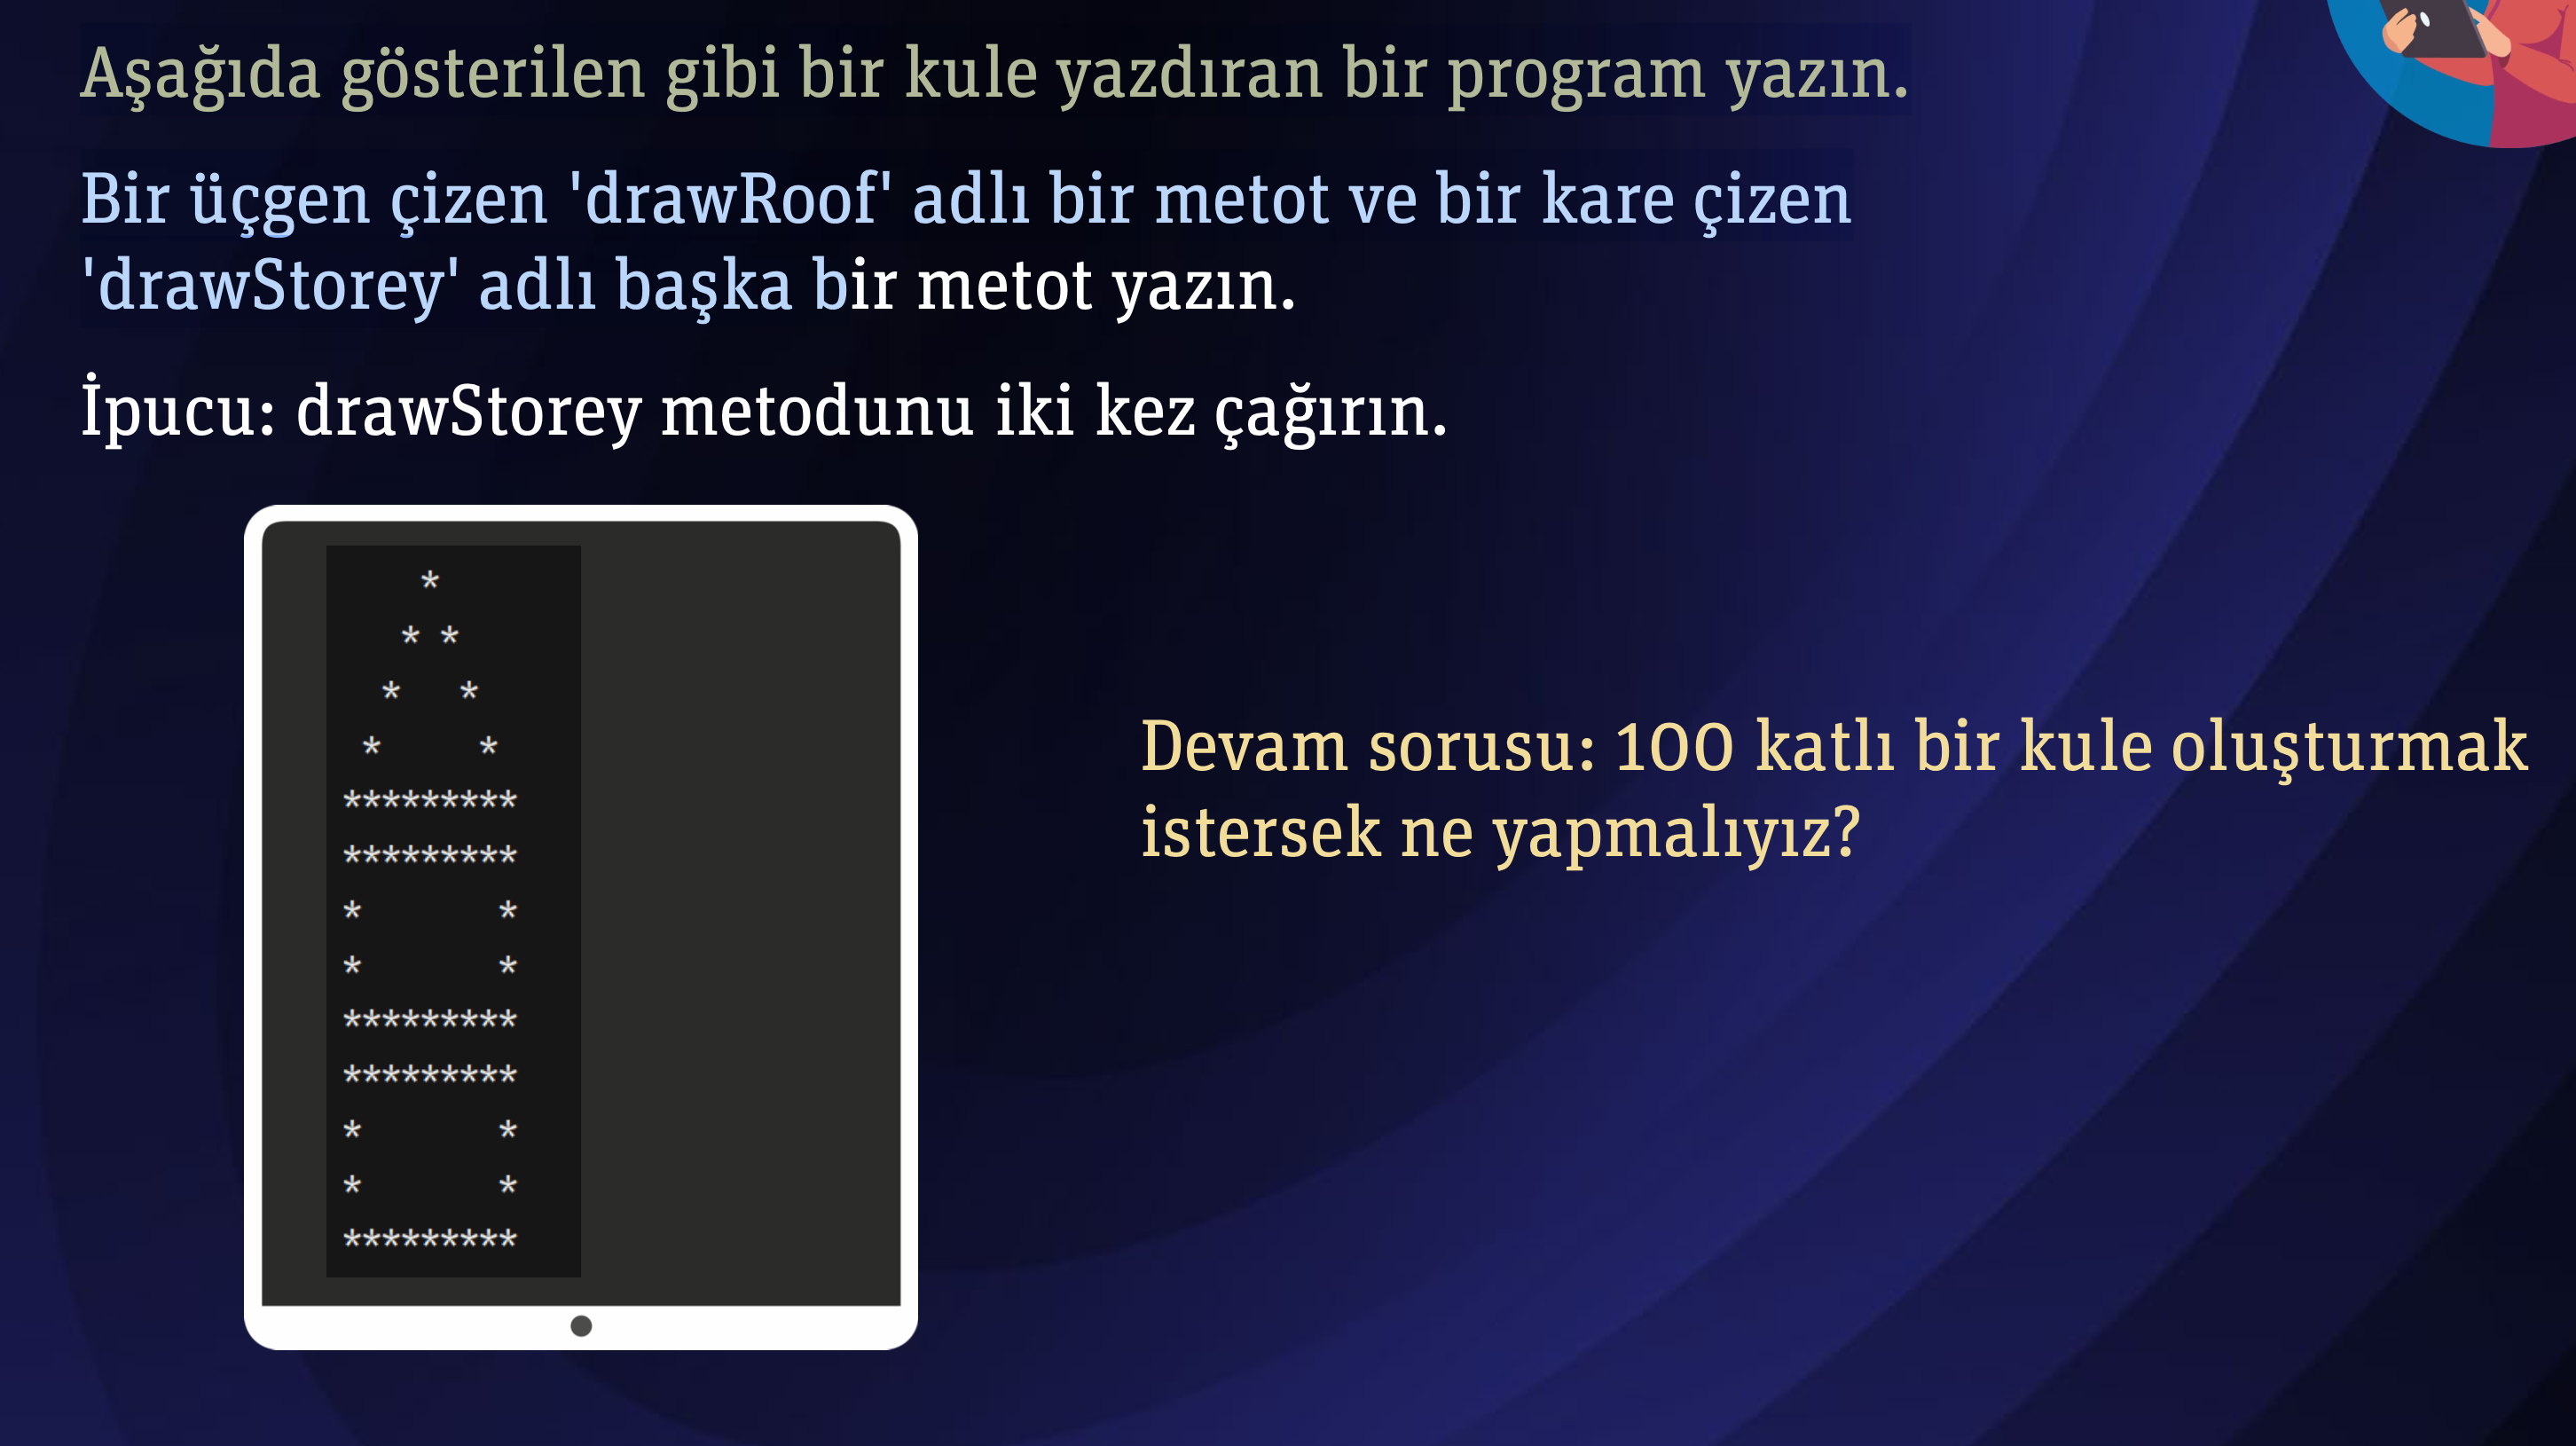 Aşağıda gösterilen gibi bir kule yazdıran bir program yazın.
Bir üçgen çizen 'drawRoof' adlı bir metot ve bir kare çizen
'drawStorey' adlı başka bir metot yazın.
İpucu: drawStorey metodunu iki kez çağırın.
    *
   * *
  *   *
 *     *
*********
*********
*       *
*       *
*********
*********
*       *
*       *
*********
Devam sorusu: 100 katlı bir kule oluşturmak
istersek ne yapmalıyız?